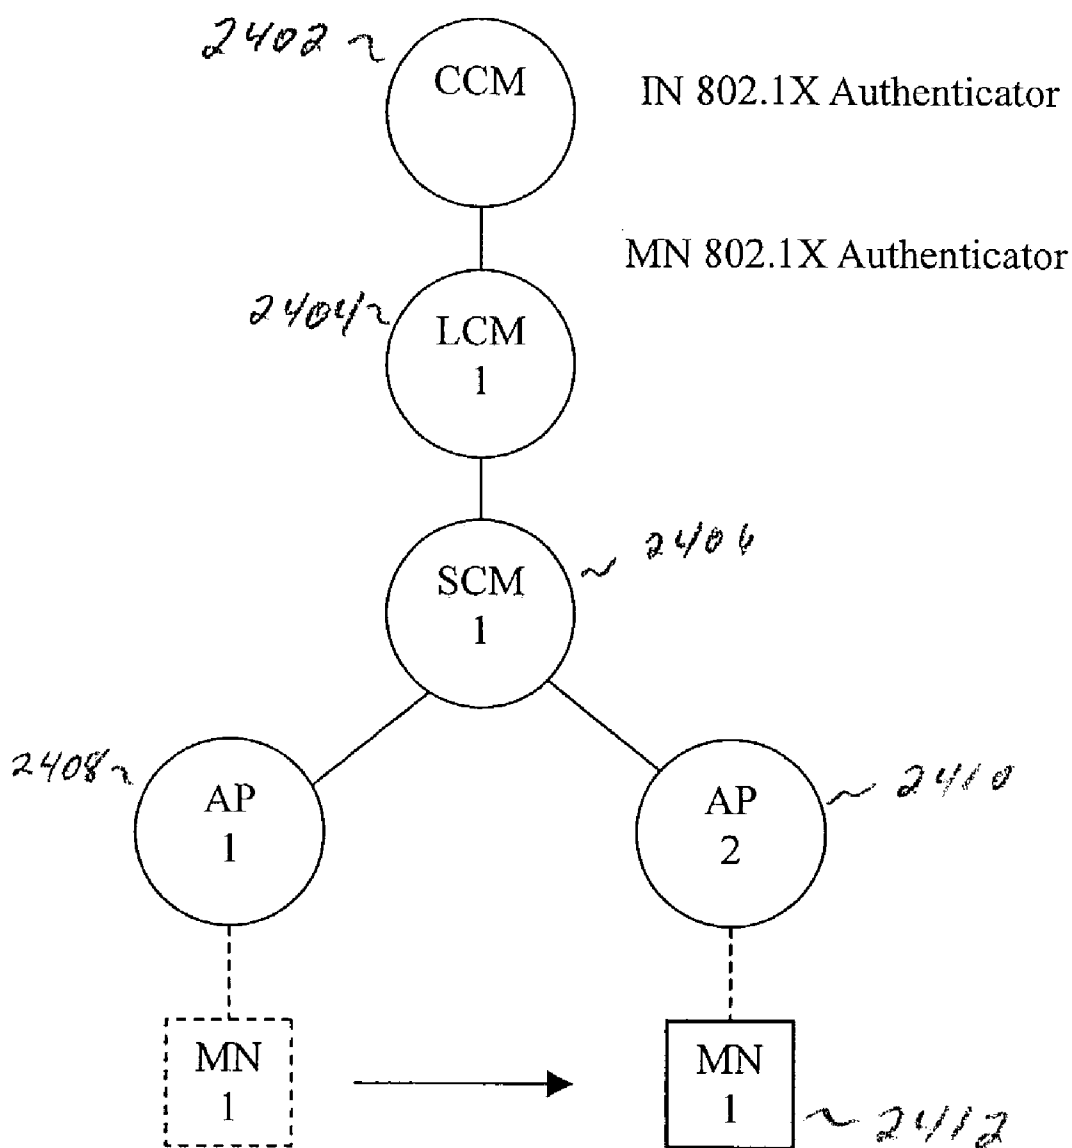 2402
CCM
IN 802.1X Authenticator
MN 802.1X Authenticator
2404
LCM
1
2406
SCM
1
2408
AP
1
AP
2
2410
MN
1
MN
1
2412